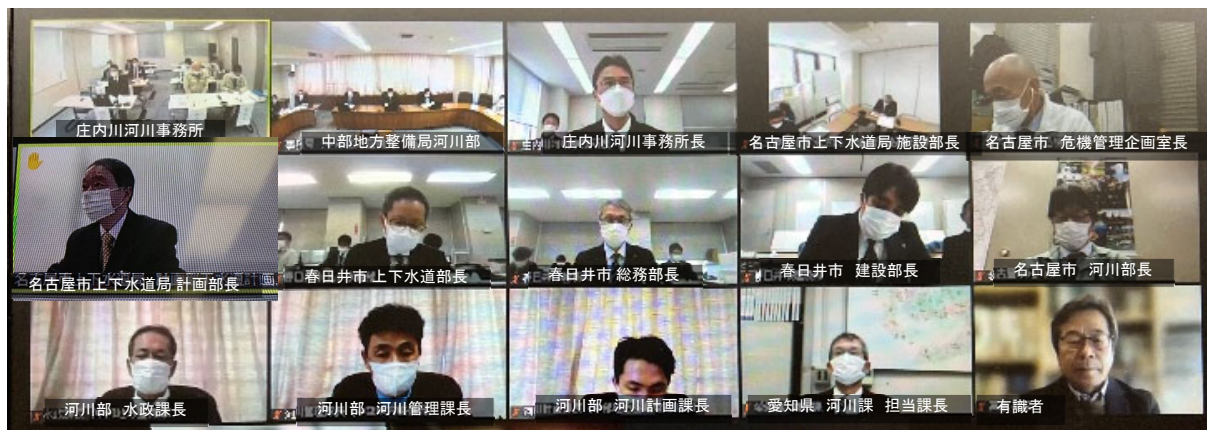 庄内川河川事務所
中部地方整備局河川部
庄内川河川事務所長
名古屋市上下水道局 施設部長
名古屋市　危機管理企画室長
名古屋市上下水道局 計画部長
春日井市 上下水道部長
春日井市 総務部長
春日井市　建設部長
名古屋市　河川部長
河川部　水政課長
河川部　河川管理課長
河川部　河川計画課長
愛知県　河川課　担当課長
有識者